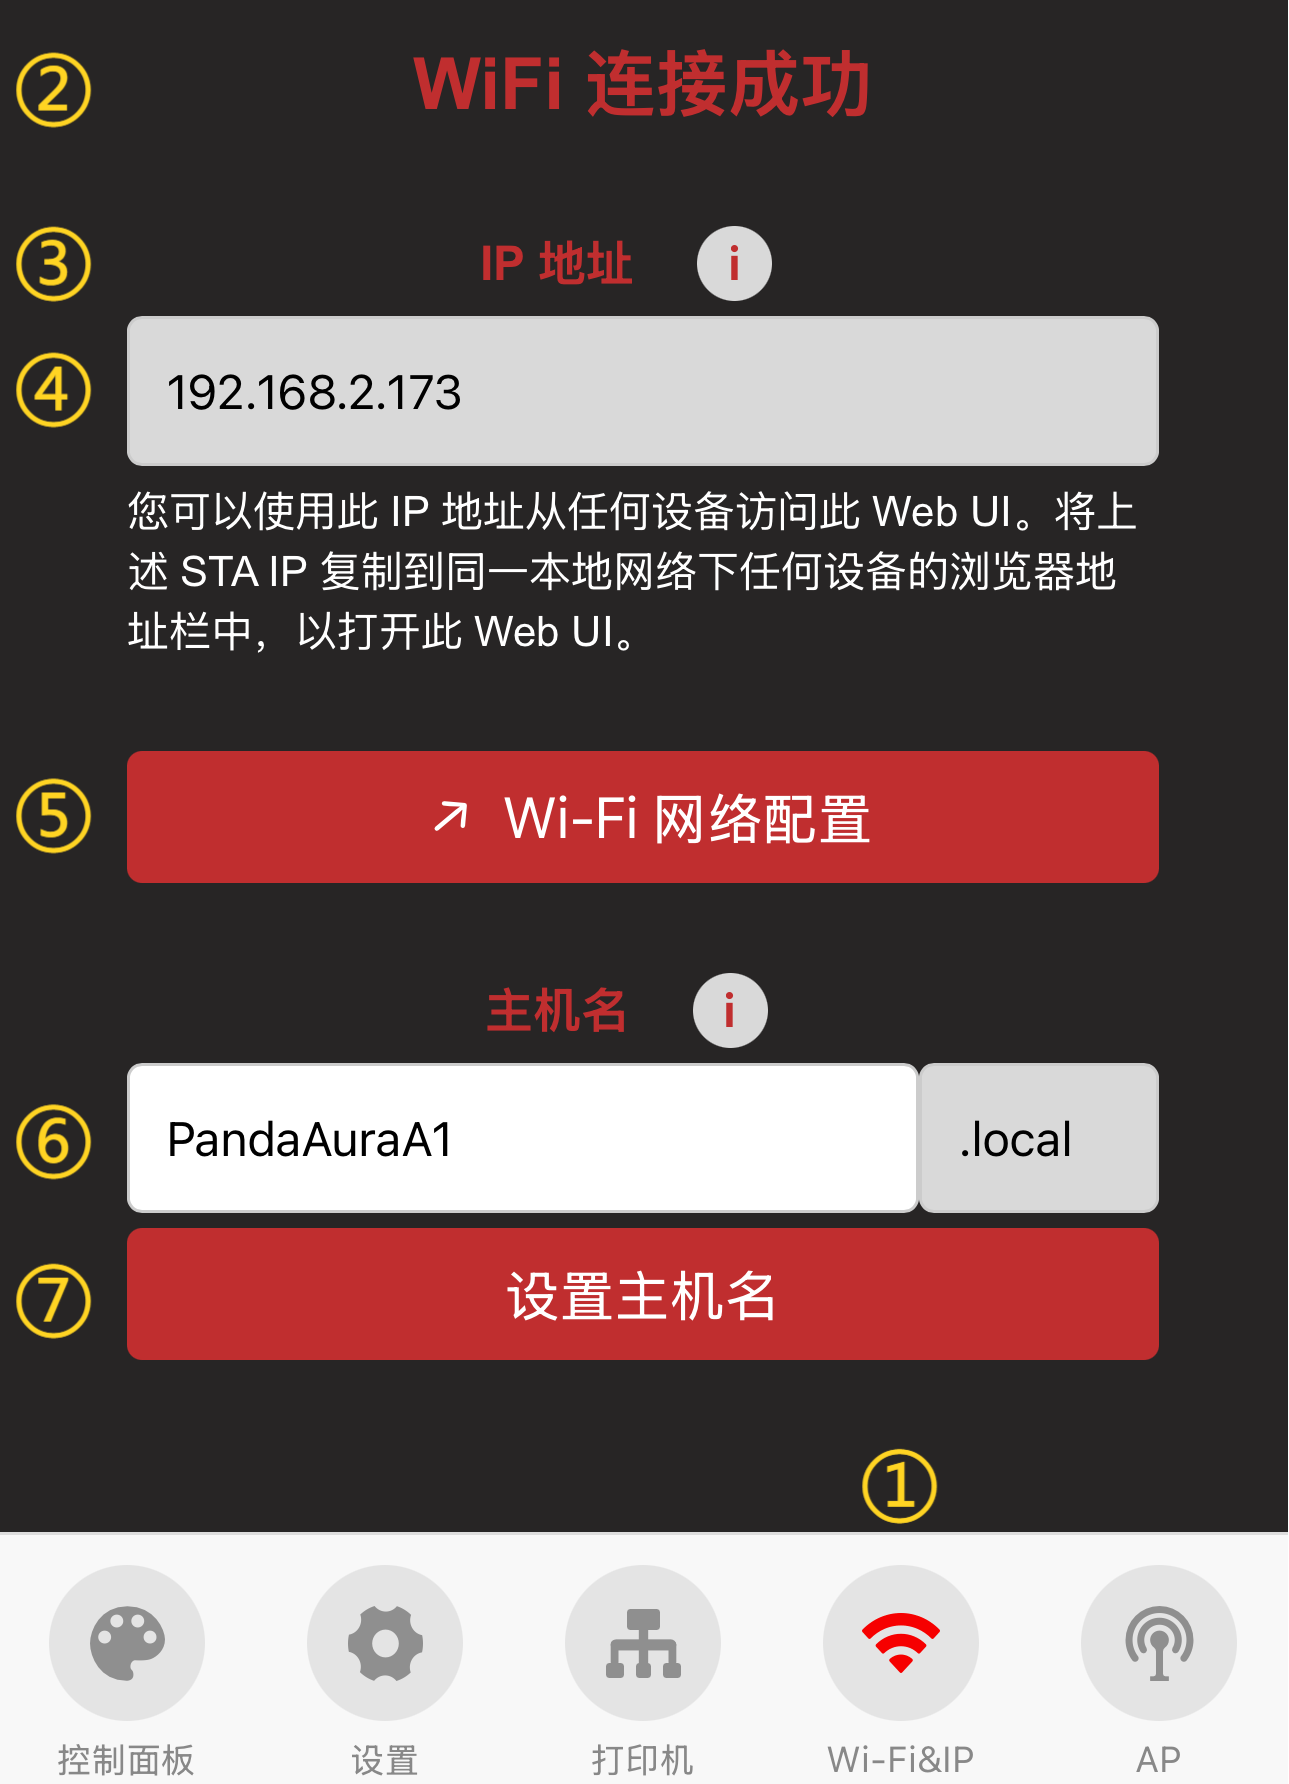 ② WiFi 连接成功
③ IP 地址 i
④ 192.168.2.173
您可以使用此 IP 地址从任何设备访问此 Web UI。将上
述 STA IP 复制到同一本地网络下任何设备的浏览器地
址栏中，以打开此 Web UI。
⑤ Wi-Fi 网络配置
主机名 i
⑥ PandaAuraA1 .local
⑦ 设置主机名
①
控制面板 设置 打印机 Wi-Fi&IP AP